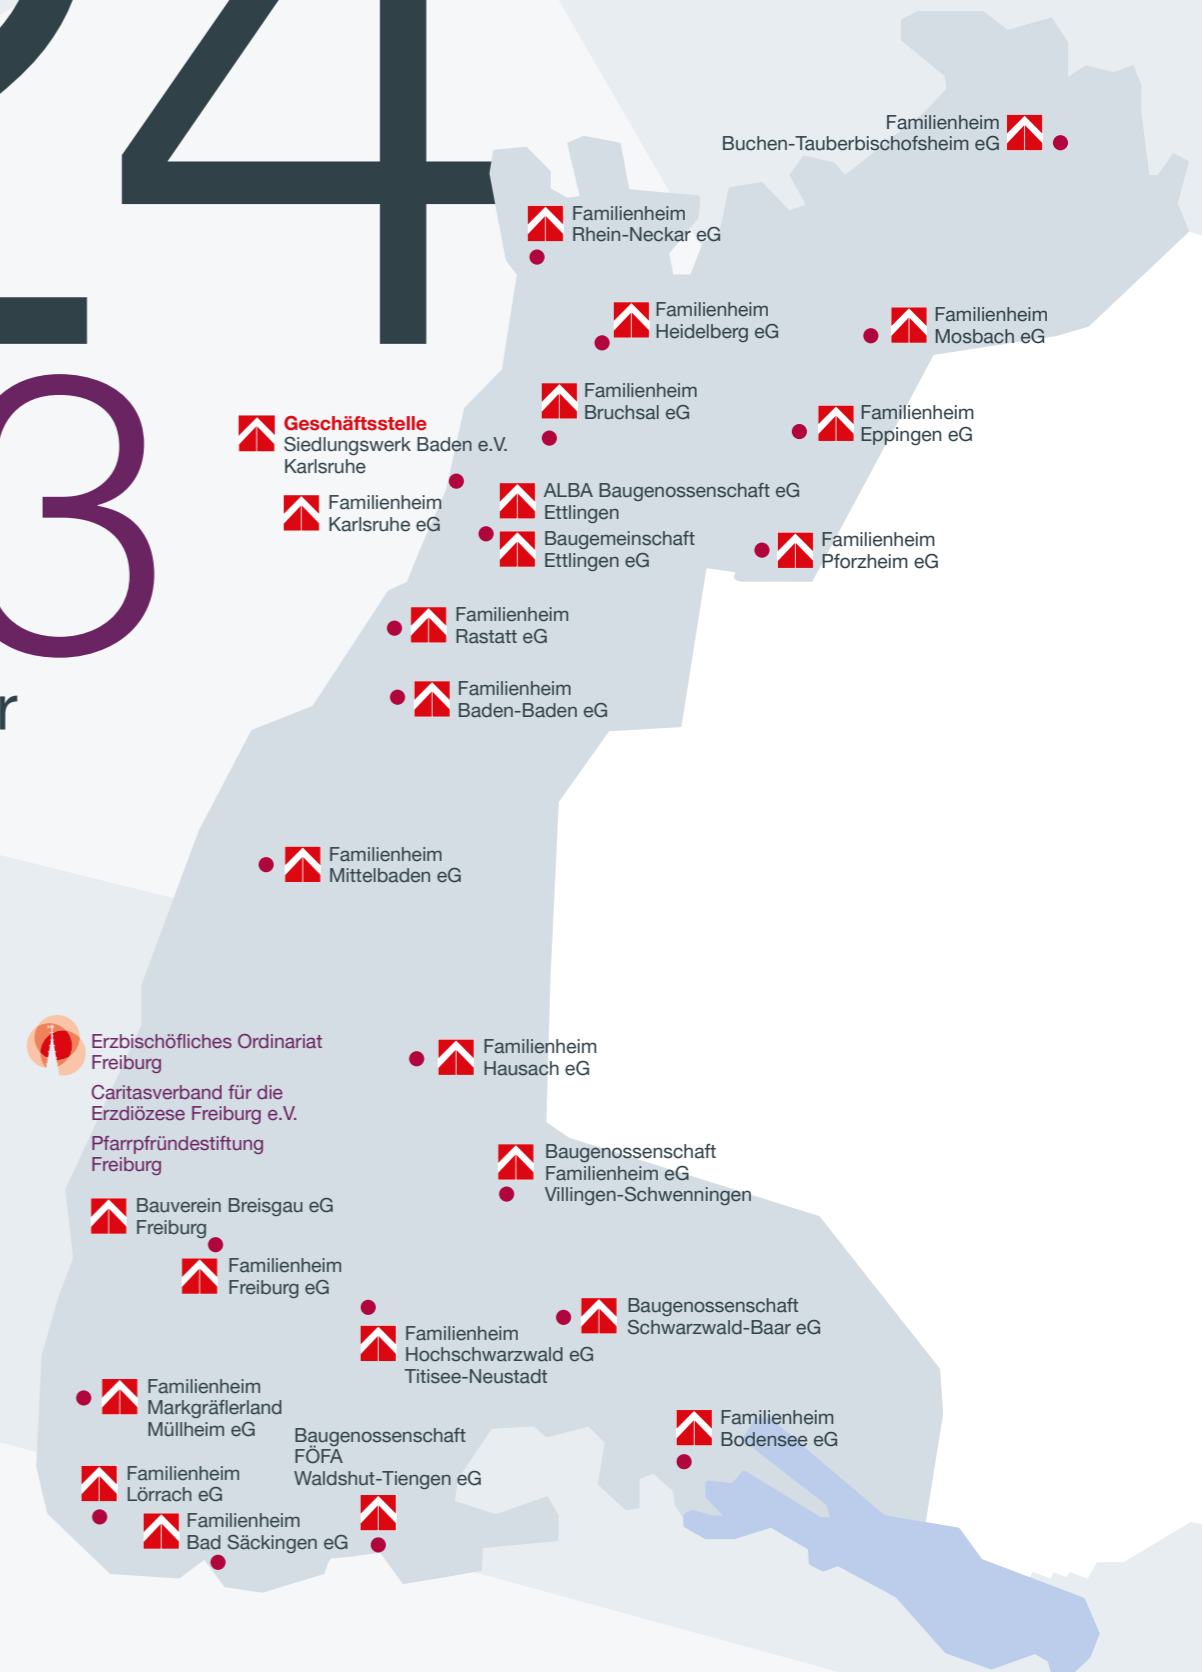 24
3
r
Familienheim
Buchen-Tauberbischofsheim eG
Familienheim
Rhein-Neckar eG
Familienheim
Heidelberg eG
Familienheim
Mosbach eG
Familienheim
Bruchsal eG
Familienheim
Eppingen eG
Geschäftsstelle
Siedlungswerk Baden e.V.
Karlsruhe
Familienheim
Karlsruhe eG
ALBA Baugenossenschaft eG
Ettlingen
Baugemeinschaft
Ettlingen eG
Familienheim
Pforzheim eG
Familienheim
Rastatt eG
Familienheim
Baden-Baden eG
Familienheim
Mittelbaden eG
Erzbischöfliches Ordinariat
Freiburg
Caritasverband für die
Erzdiözese Freiburg e.V.
Pfarrpfründestiftung
Freiburg
Familienheim
Hausach eG
Baugenossenschaft
Familienheim eG
Villingen-Schwenningen
Bauverein Breisgau eG
Freiburg
Familienheim
Freiburg eG
Baugenossenschaft
Schwarzwald-Baar eG
Familienheim
Hochschwarzwald eG
Titisee-Neustadt
Familienheim
Markgräflerland
Müllheim eG
Baugenossenschaft
FÖFA
Waldshut-Tiengen eG
Familienheim
Bodensee eG
Familienheim
Lörrach eG
Familienheim
Bad Säckingen eG